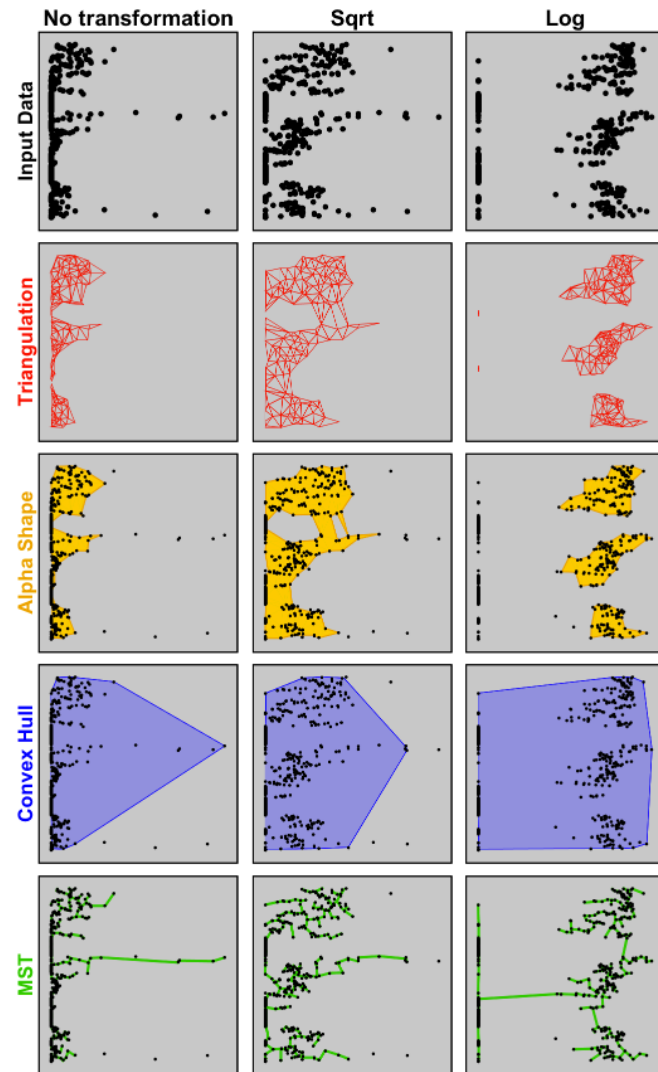 No transformation
Sqrt
Log
Input Data
Triangulation
Alpha Shape
Convex Hull
MST